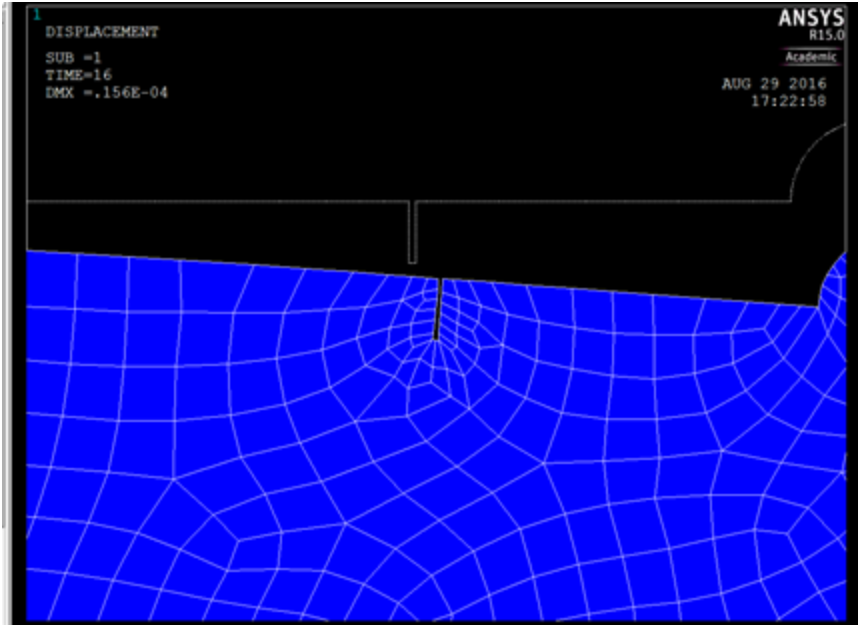 1
DISPLACEMENT
SUB =1
TIME=16
DMX =.156E-04
ANSYS
R15.0
Academic
AUG 29 2016
17:22:58